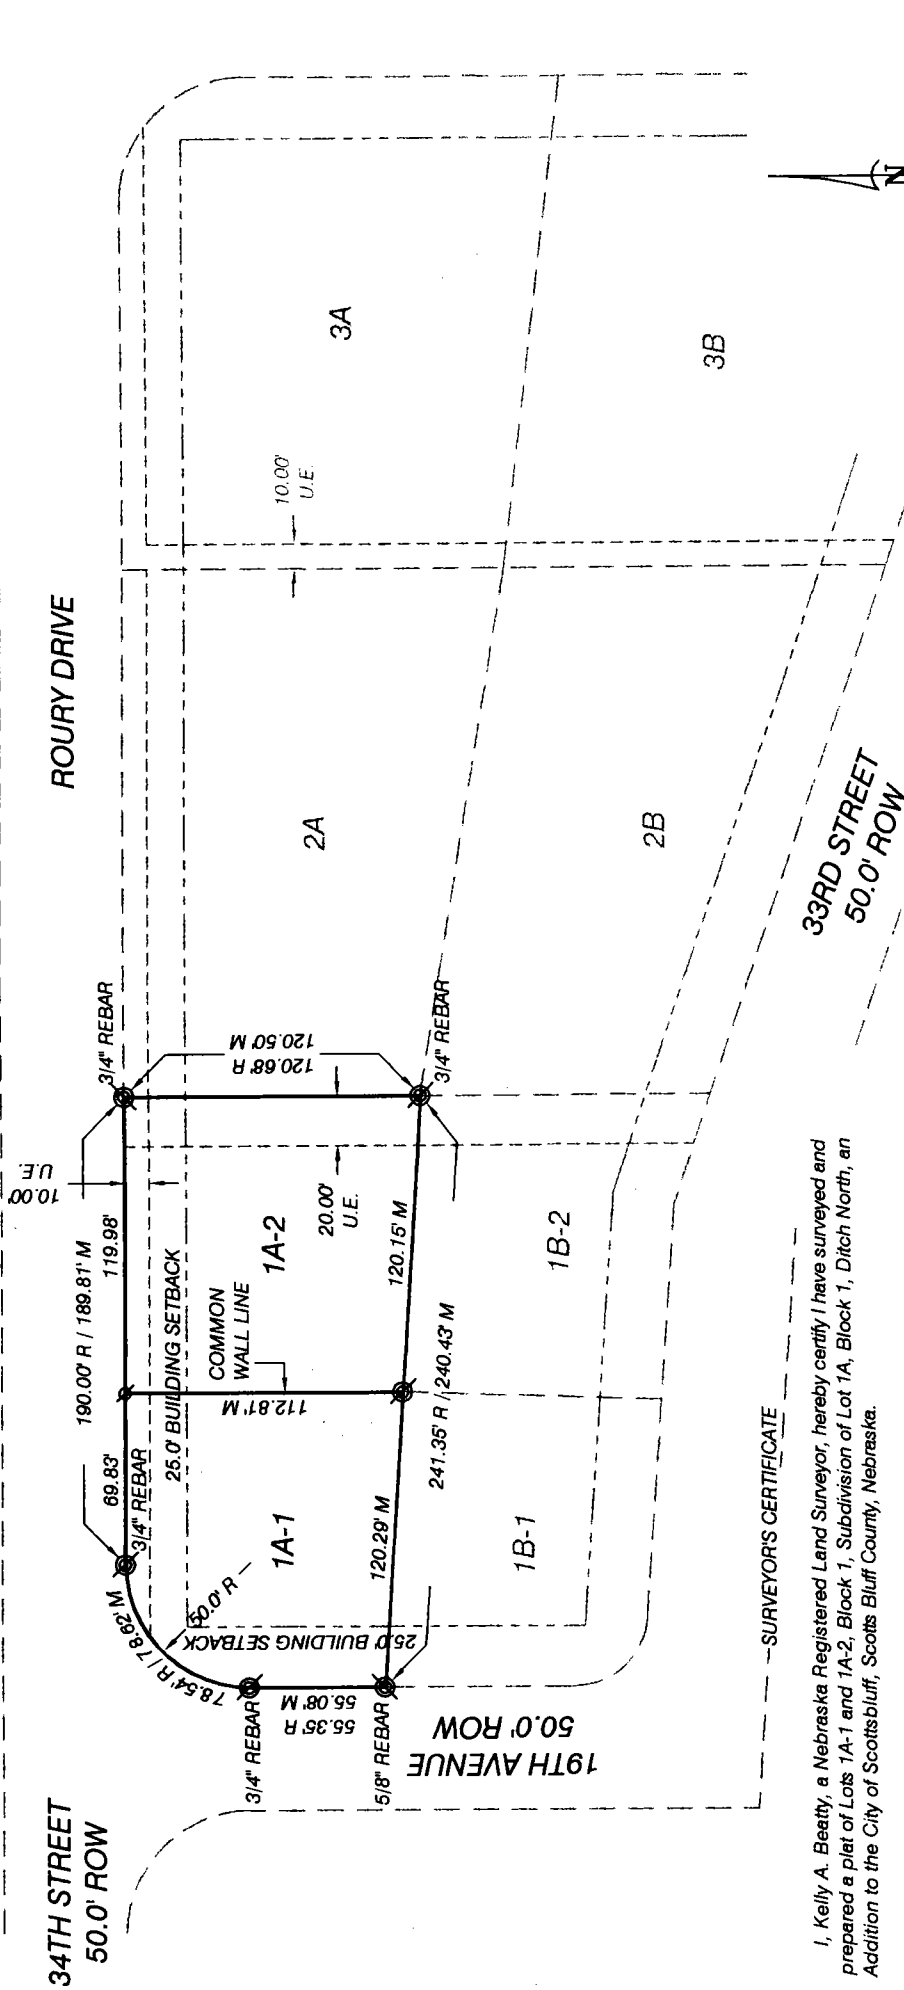 34TH STREET
50.0' ROW
ROURY DRIVE
190.00' R / 189.81' M
69.83'
119.98'
10.00'
U.E.
3/4" REBAR
3/4" REBAR
78.54' R / 78.62' M
50.0' R
25.0' BUILDING SETBACK
25.0' BUILDING SETBACK
COMMON
WALL LINE
112.81' M
1A-1
1A-2
20.00'
U.E.
120.68' R
120.50' M
3/4" REBAR
55.35' R
55.08' M
5/8" REBAR
3/4" REBAR
120.29' M
120.15' M
241.35' R / 240.43' M
19TH AVENUE
50.0' ROW
1B-1
1B-2
2A
2B
10.00'
U.E.
3A
3B
33RD STREET
50.0' ROW
N
SURVEYOR'S CERTIFICATE
I, Kelly A. Beatty, a Nebraska Registered Land Surveyor, hereby certify I have surveyed and
prepared a plat of Lots 1A-1 and 1A-2, Block 1, Subdivision of Lot 1A, Block 1, Ditch North, an
Addition to the City of Scottsbluff, Scotts Bluff County, Nebraska.